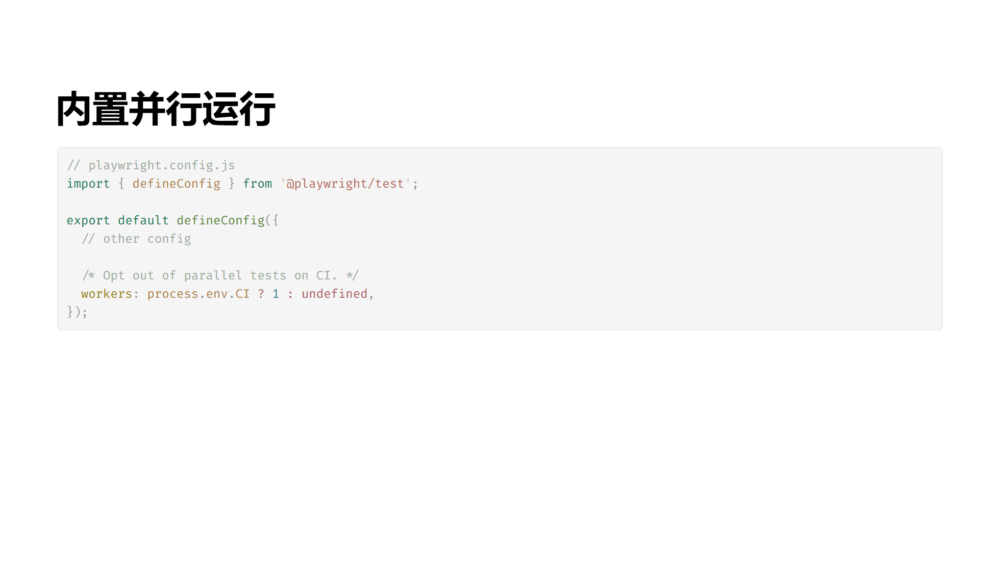 内置并行运行
// playwright.config.js
import { defineConfig } from '@playwright/test';
export default defineConfig({
  // other config
  /* Opt out of parallel tests on CI. */
  workers: process.env.CI ? 1 : undefined,
});